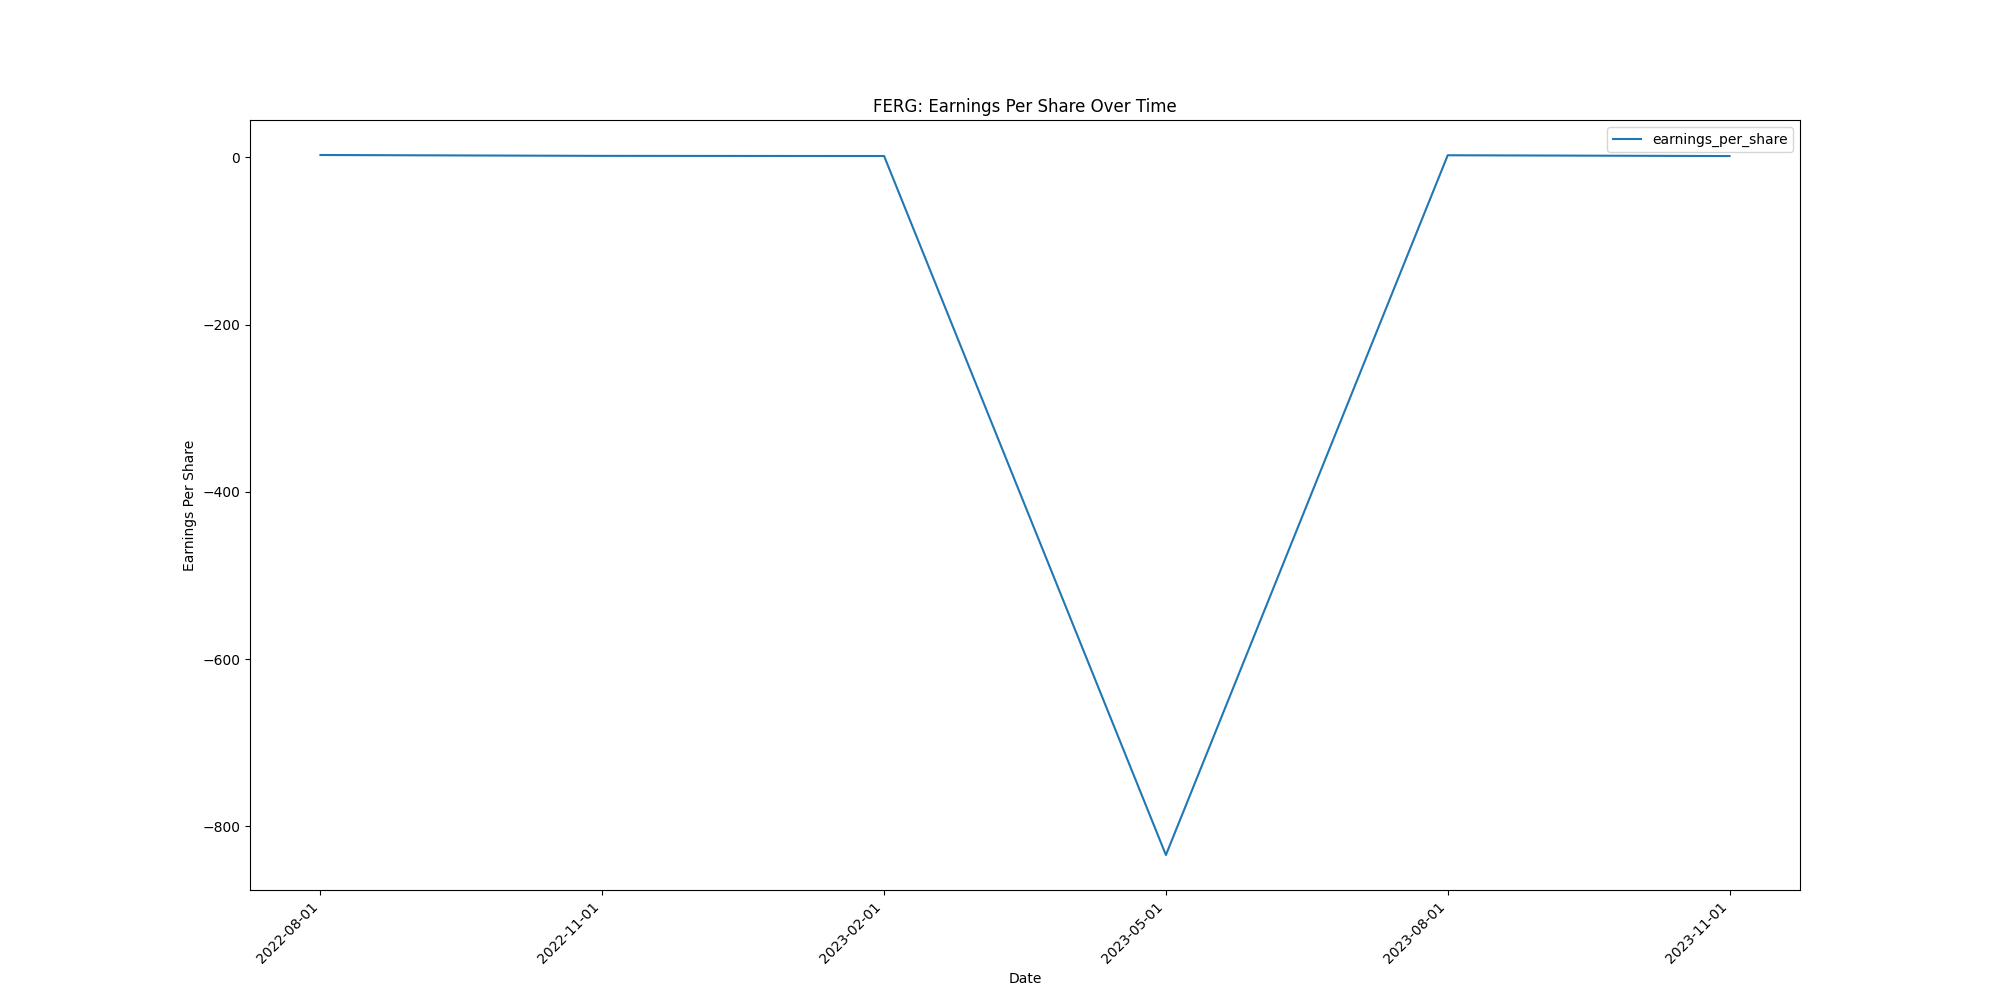 FERG: Earnings Per Share Over Time
earnings_per_share
Earnings Per Share
0
−200
−400
−600
−800
2022-08-01
2022-11-01
2023-02-01
2023-05-01
2023-08-01
2023-11-01
Date